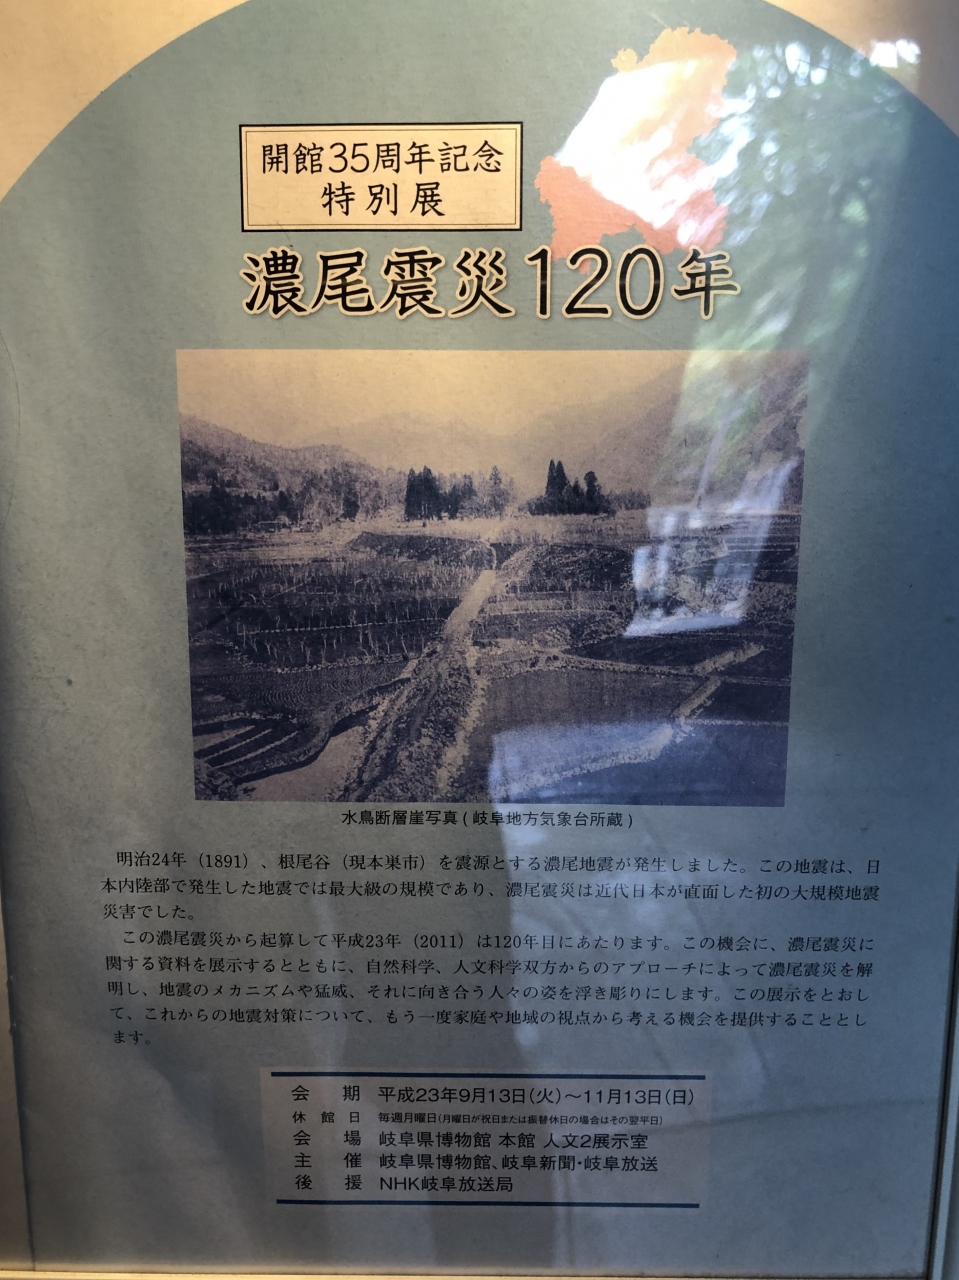 開館35周年記念
特別展
濃尾震災120年
水鳥断層崖写真(岐阜地方気象台所蔵)
明治24年(1891)、根尾谷(現本巣市)を震源とする濃尾地震が発生しました。この地震は、日
本内陸部で発生した地震では最大級の規模であり、濃尾震災は近代日本が直面した初の大規模地震
災害でした。
この濃尾震災から起算して平成23年(2011)は120年目にあたります。この機会に、濃尾震災に
関する資料を展示するとともに、自然科学、人文科学双方からのアプローチによって濃尾震災を解
明し、地震のメカニズムや猛威、それに向き合う人々の姿を浮き彫りにします。この展示をとおし
て、これからの地震対策について、もう一度家庭や地域の視点から考える機会を提供することとし
ます。
会期 平成23年9月13日(火)～11月13日(日)
休館日 毎週月曜日(月曜日が祝日または振替休日の場合はその翌平日)
会場 岐阜県博物館 本館 人文2展示室
主催 岐阜県博物館、岐阜新聞・岐阜放送
後援 NHK岐阜放送局